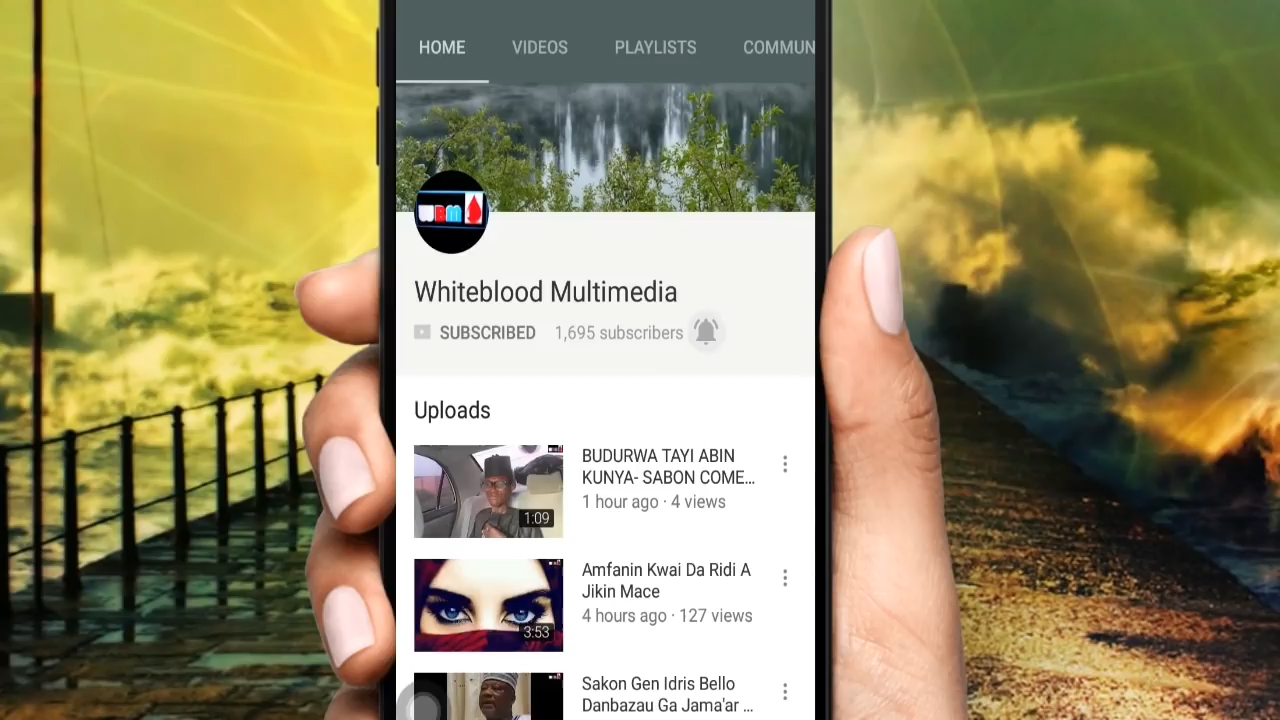 HOME VIDEOS PLAYLISTS COMMUN
WBM
Whiteblood Multimedia
SUBSCRIBED 1,695 subscribers
Uploads
BUDURWA TAYI ABIN
KUNYA- SABON COME...
1 hour ago · 4 views
1:09
Amfanin Kwai Da Ridi A
Jikin Mace
4 hours ago · 127 views
3:53
Sakon Gen Idris Bello
Danbazau Ga Jama'ar ...